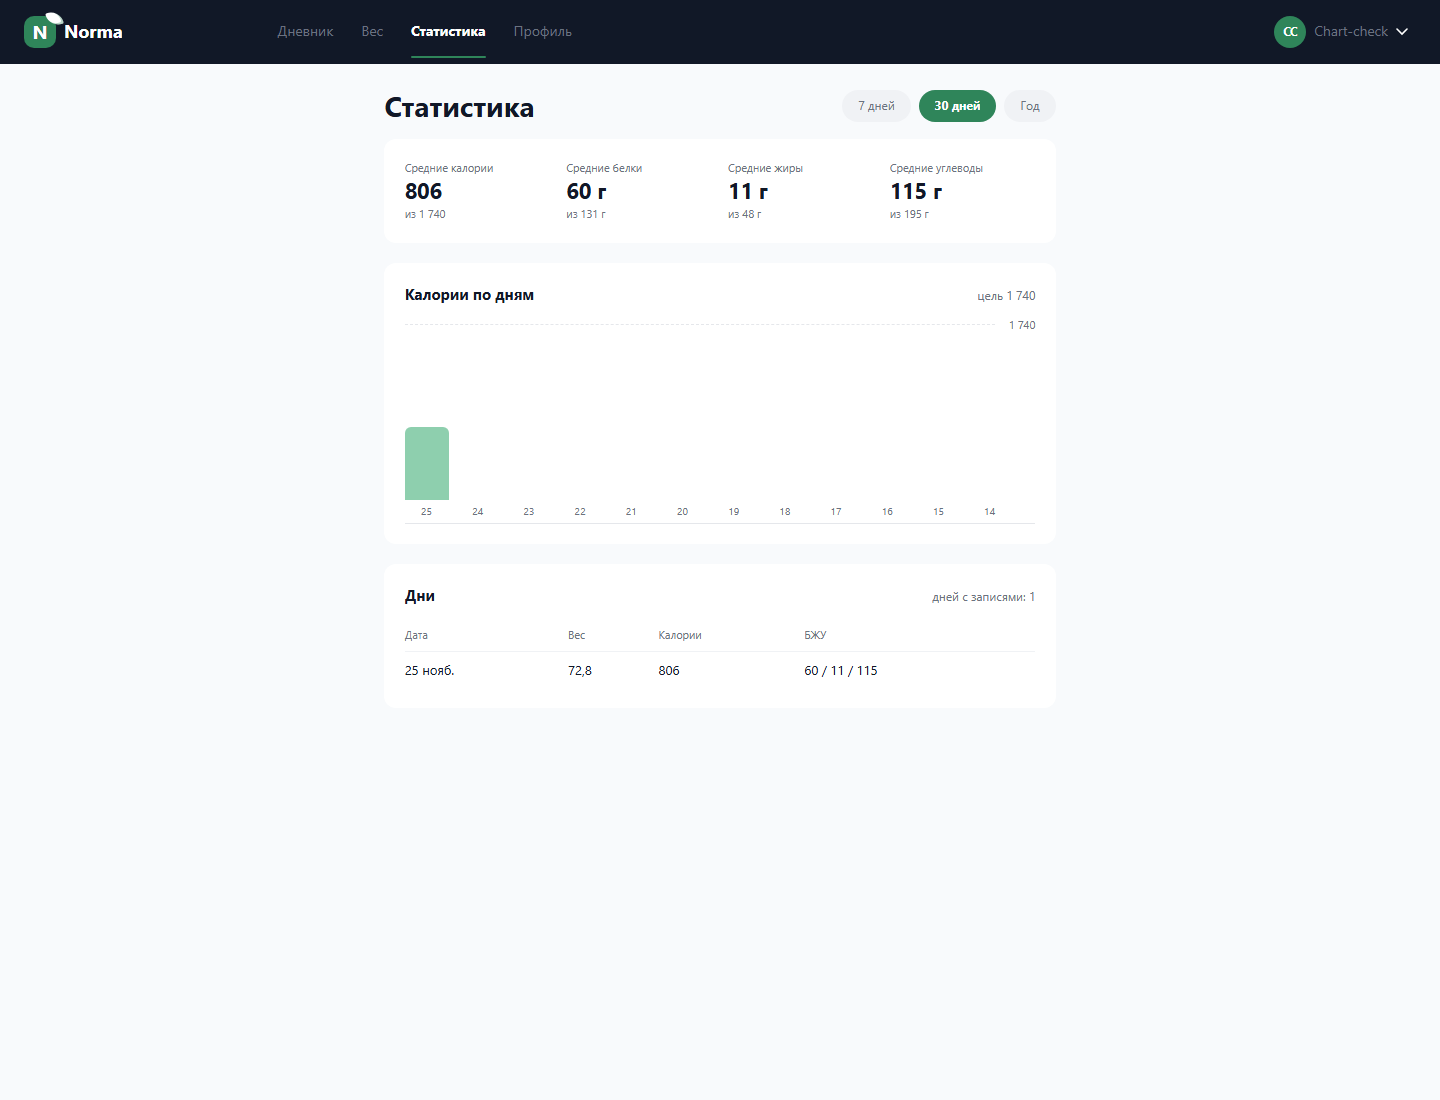 N Norma
Дневник Вес Статистика Профиль
CC Chart-check
Статистика
7 дней 30 дней Год
Средние калории Средние белки Средние жиры Средние углеводы
806 60 г 11 г 115 г
из 1 740 из 131 г из 48 г из 195 г
Калории по дням цель 1 740
1 740
25 24 23 22 21 20 19 18 17 16 15 14
Дни дней с записями: 1
Дата Вес Калории БЖУ
25 нояб. 72,8 806 60 / 11 / 115